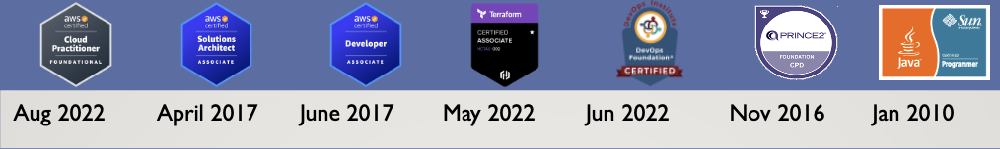 aws
certified
Cloud
Practitioner
FOUNDATIONAL
aws
certified
Solutions
Architect
ASSOCIATE
aws
certified
Developer
ASSOCIATE
Terraform
CERTIFIED
ASSOCIATE
DevOps Institute
DevOps
Foundation®
CERTIFIED
PRINCE2
FOUNDATION
CPD
Java
Sun
Programmer
Aug 2022
April 2017
June 2017
May 2022
Jun 2022
Nov 2016
Jan 2010